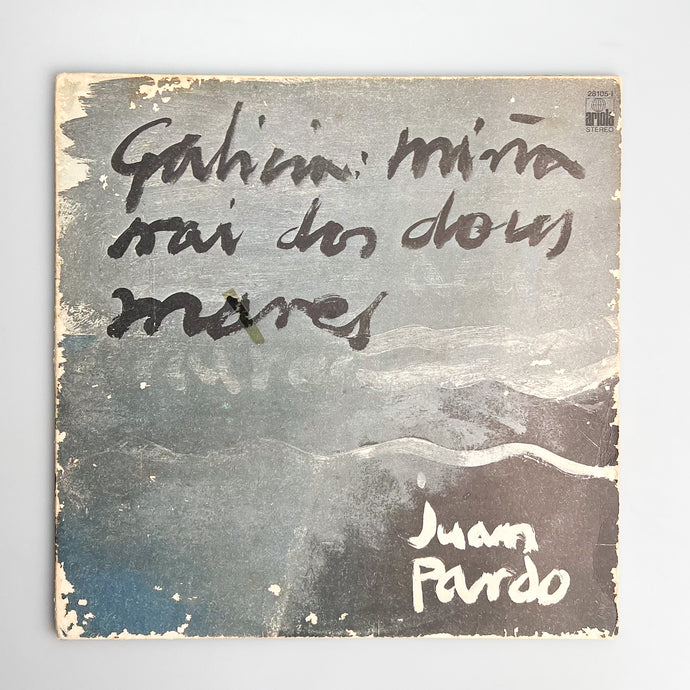 28105-I
ariola
STEREO
Galicia: miña
nai dos dous
mares
Juan
Pardo